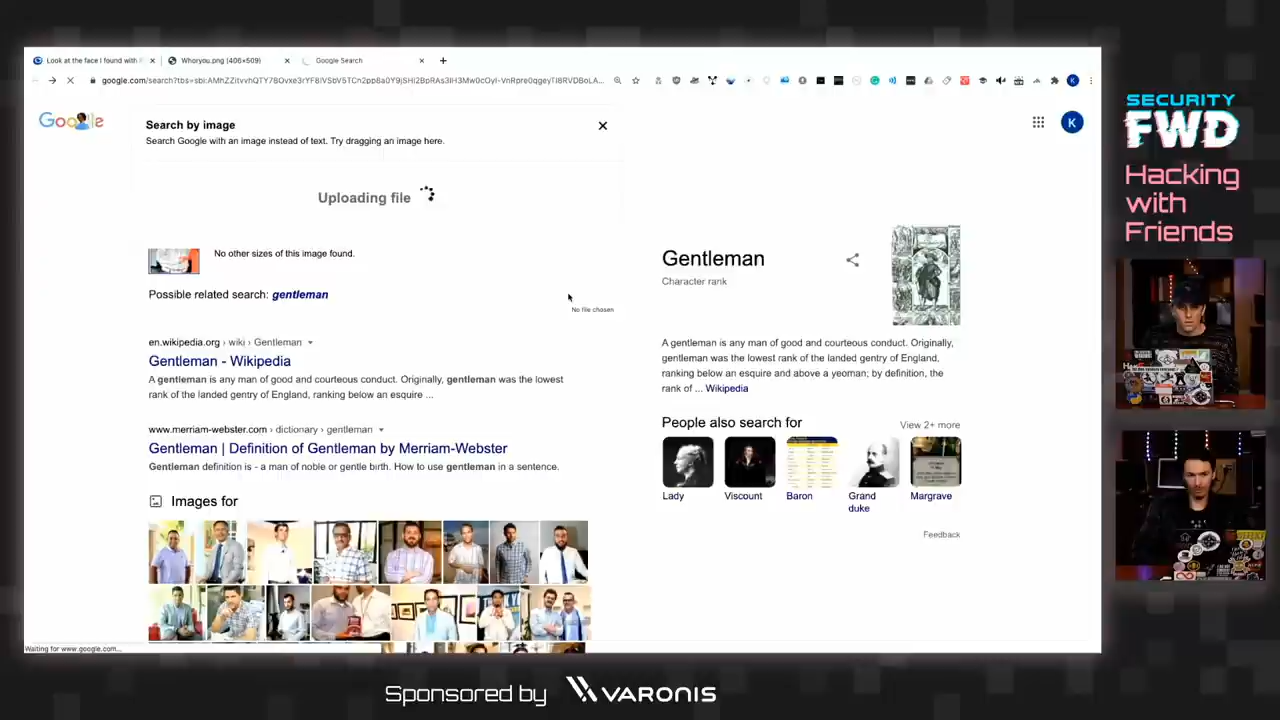 Look at the face I found with
Whoryou.png (406×509)
Google Search
Google
Search by image
Search Google with an image instead of text. Try dragging an image here.
Uploading file
No other sizes of this image found.
Possible related search: gentleman
No file chosen
en.wikipedia.org › wiki › Gentleman
Gentleman - Wikipedia
A gentleman is any man of good and courteous conduct. Originally, gentleman was the lowest
rank of the landed gentry of England, ranking below an esquire ...
www.merriam-webster.com › dictionary › gentleman
Gentleman | Definition of Gentleman by Merriam-Webster
Gentleman definition is - a man of noble or gentle birth. How to use gentleman in a sentence.
Images for
K
K
Gentleman
Character rank
A gentleman is any man of good and courteous conduct. Originally,
gentleman was the lowest rank of the landed gentry of England,
ranking below an esquire and above a yeoman; by definition, the
rank of ... Wikipedia
People also search for
View 2+ more
Lady
Viscount
Baron
Grand
duke
Margrave
Feedback
Waiting for www.google.com...
SECURITY
FWD
Hacking
with
Friends
Sponsored by VARONIS